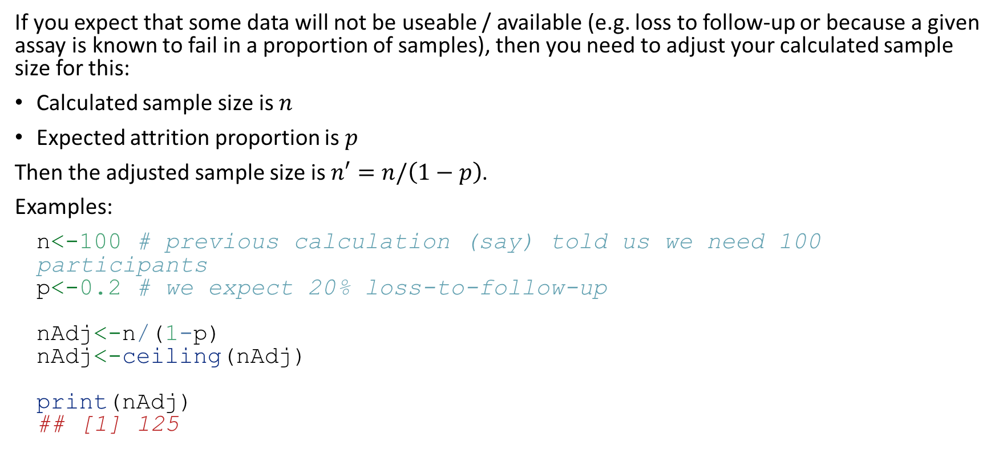 If you expect that some data will not be useable / available (e.g. loss to follow-up or because a given
assay is known to fail in a proportion of samples), then you need to adjust your calculated sample
size for this:
• Calculated sample size is n
• Expected attrition proportion is p
Then the adjusted sample size is n′ = n/(1 − p).
Examples:
n<-100 # previous calculation (say) told us we need 100
participants
p<-0.2 # we expect 20% loss-to-follow-up
nAdj<-n/(1-p)
nAdj<-ceiling(nAdj)
print(nAdj)
## [1] 125